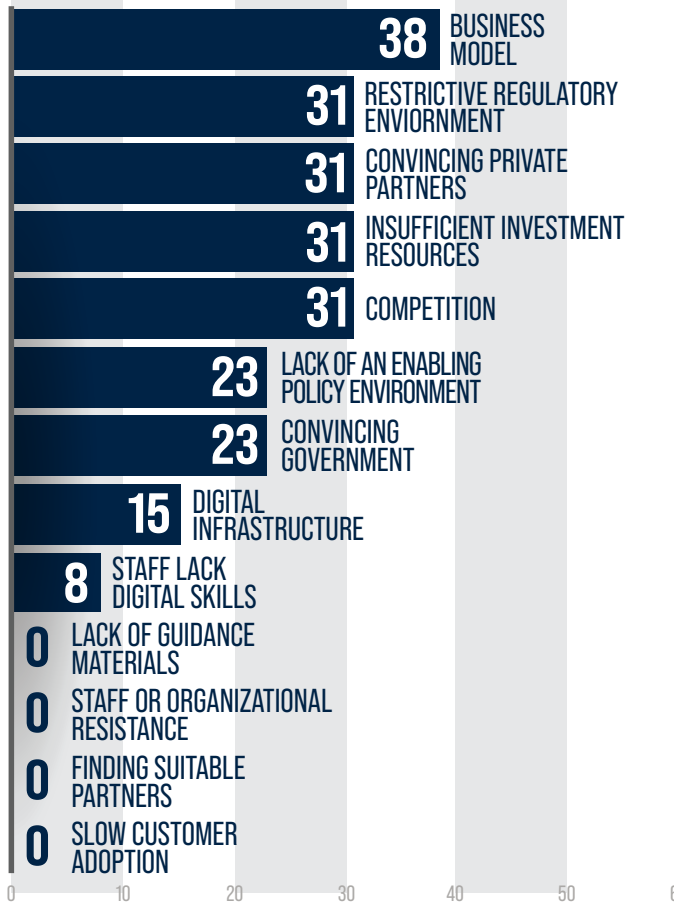 38 BUSINESS
MODEL
31 RESTRICTIVE REGULATORY
ENVIORNMENT
31 CONVINCING PRIVATE
PARTNERS
31 INSUFFICIENT INVESTMENT
RESOURCES
31 COMPETITION
23 LACK OF AN ENABLING
POLICY ENVIRONMENT
23 CONVINCING
GOVERNMENT
15 DIGITAL
INFRASTRUCTURE
8 STAFF LACK
DIGITAL SKILLS
0 LACK OF GUIDANCE
MATERIALS
0 STAFF OR ORGANIZATIONAL
RESISTANCE
0 FINDING SUITABLE
PARTNERS
0 SLOW CUSTOMER
ADOPTION
0 10 20 30 40 50